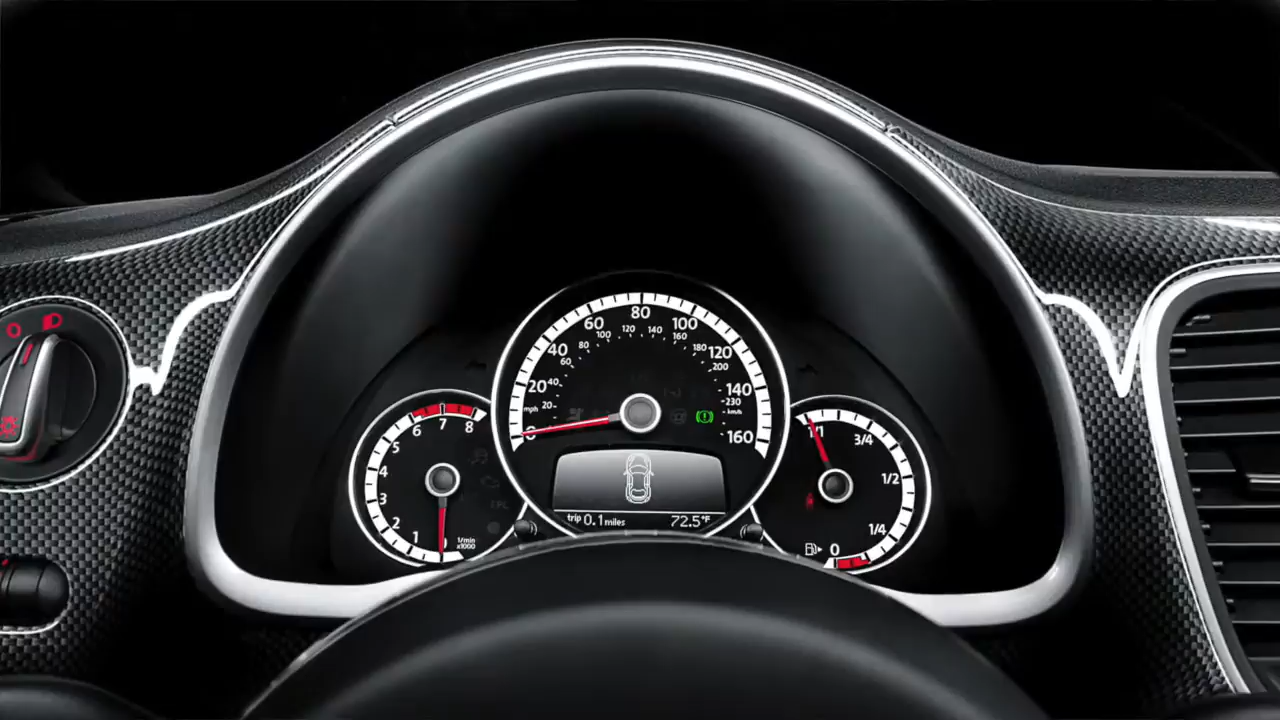 80
60 100
120 140
100 160
40 80 180 120
60 200
20 40 140
mph 20 230
km/h
0 160
6 7 8
5
4
3
2
1
1/min
x1000
trip 0.1 miles 72.5°F
1/1 3/4
1/2
1/4
0